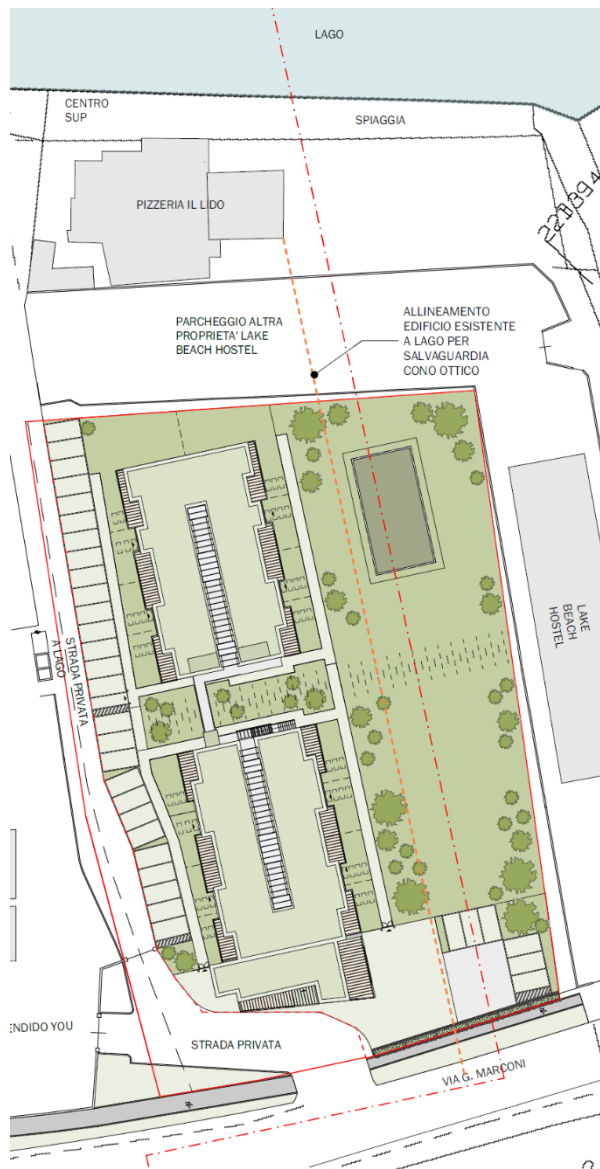 LAGO
CENTRO
SUP
SPIAGGIA
PIZZERIA IL LIDO
PARCHEGGIO ALTRA
PROPRIETA' LAKE
BEACH HOSTEL
ALLINEAMENTO
EDIFICIO ESISTENTE
A LAGO PER
SALVAGUARDIA
CONO OTTICO
LAKE
BEACH
HOSTEL
STRADA PRIVATA
A LAGO
ENDIDO YOU
STRADA PRIVATA
VIA G. MARCONI